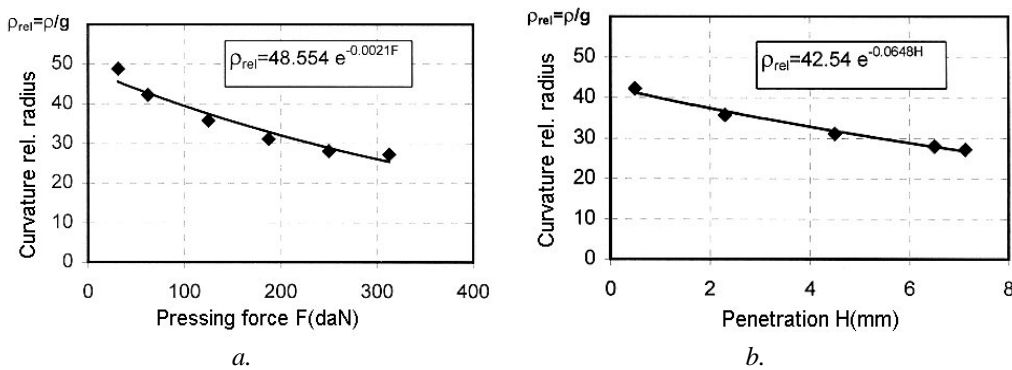 ρrel=ρ/g
ρrel=48.554 e^-0.0021F
Curvature rel. radius
50
40
30
20
10
0
0 100 200 300 400
Pressing force F(daN)
a.
ρrel=ρ/g
ρrel=42.54 e^-0.0648H
Curvature rel. radius
50
40
30
20
10
0
0 2 4 6 8
Penetration H(mm)
b.